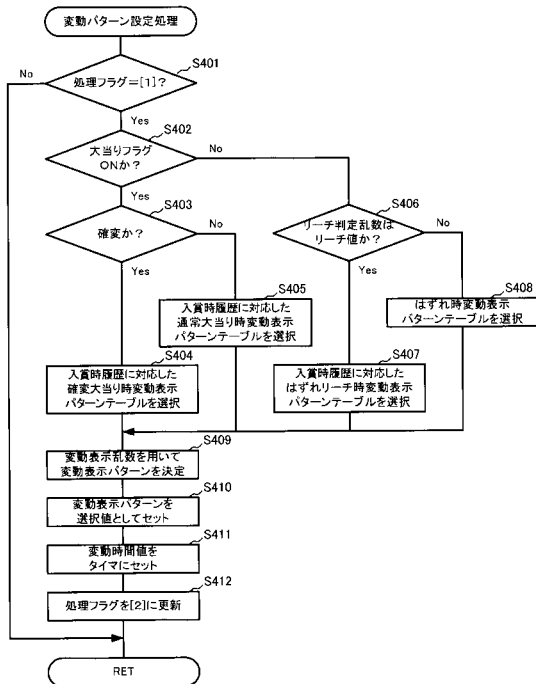 変動パターン設定処理
S401
No
処理フラグ=[1]?
Yes
S402
大当りフラグ
ONか?
No
Yes
S403
確変か?
No
Yes
S406
リーチ判定乱数は
リーチ値か?
No
Yes
S405
入賞時履歴に対応した
通常大当り時変動表示
パターンテーブルを選択
S408
はずれ時変動表示
パターンテーブルを選択
S404
入賞時履歴に対応した
確変大当り時変動表示
パターンテーブルを選択
S407
入賞時履歴に対応した
はずれリーチ時変動表示
パターンテーブルを選択
S409
変動表示乱数を用いて
変動表示パターンを決定
S410
変動表示パターンを
選択値としてセット
S411
変動時間値を
タイマにセット
S412
処理フラグを[2]に更新
RET